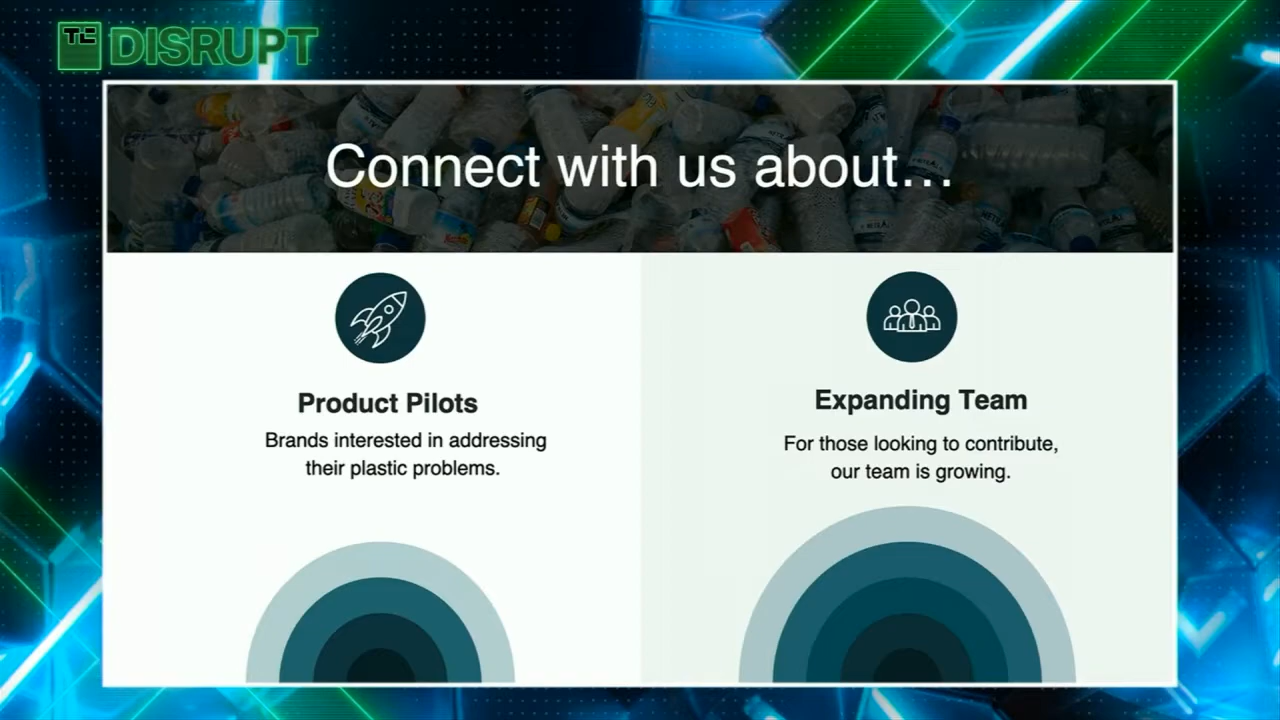 TC DISRUPT
Connect with us about…
Product Pilots
Brands interested in addressing
their plastic problems.
Expanding Team
For those looking to contribute,
our team is growing.